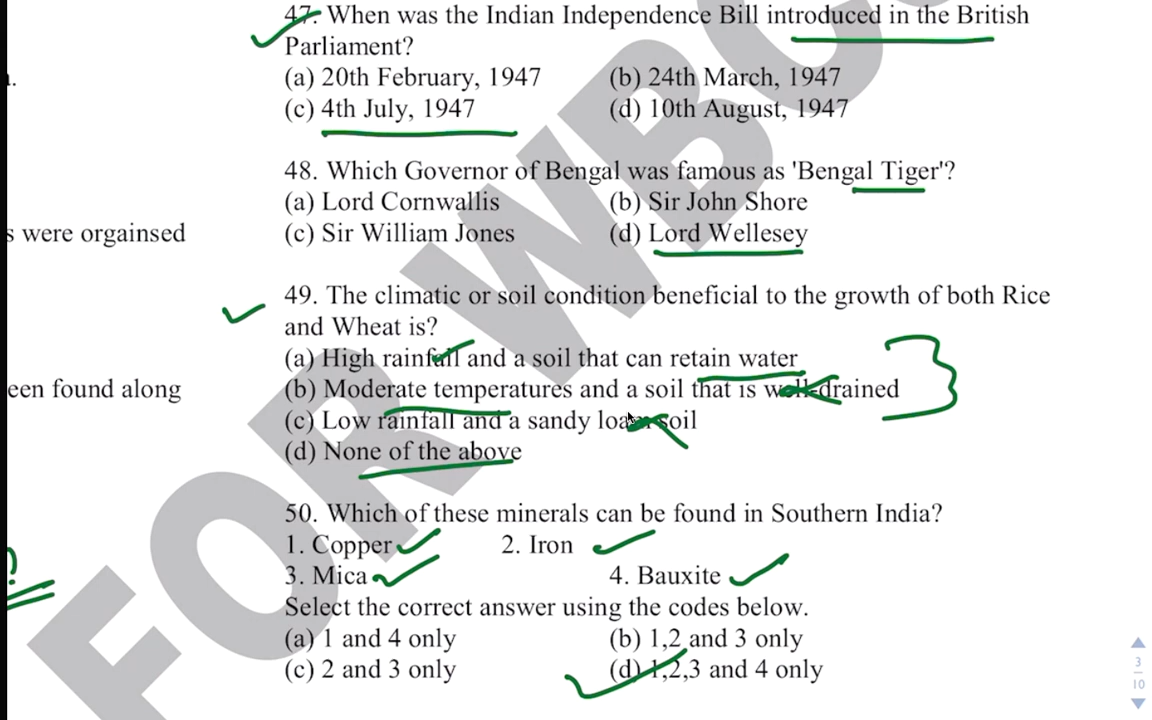 47. When was the Indian Independence Bill introduced in the British
Parliament?
(a) 20th February, 1947 (b) 24th March, 1947
(c) 4th July, 1947 (d) 10th August, 1947
48. Which Governor of Bengal was famous as 'Bengal Tiger'?
(a) Lord Cornwallis (b) Sir John Shore
s were orgainsed
(c) Sir William Jones (d) Lord Wellesey
49. The climatic or soil condition beneficial to the growth of both Rice
and Wheat is?
(a) High rainfall and a soil that can retain water
een found along
(b) Moderate temperatures and a soil that is well-drained
(c) Low rainfall and a sandy loam soil
(d) None of the above
50. Which of these minerals can be found in Southern India?
1. Copper 2. Iron
3. Mica 4. Bauxite
Select the correct answer using the codes below.
(a) 1 and 4 only (b) 1,2 and 3 only
(c) 2 and 3 only (d) 1,2,3 and 4 only
FOR WBC
3
10